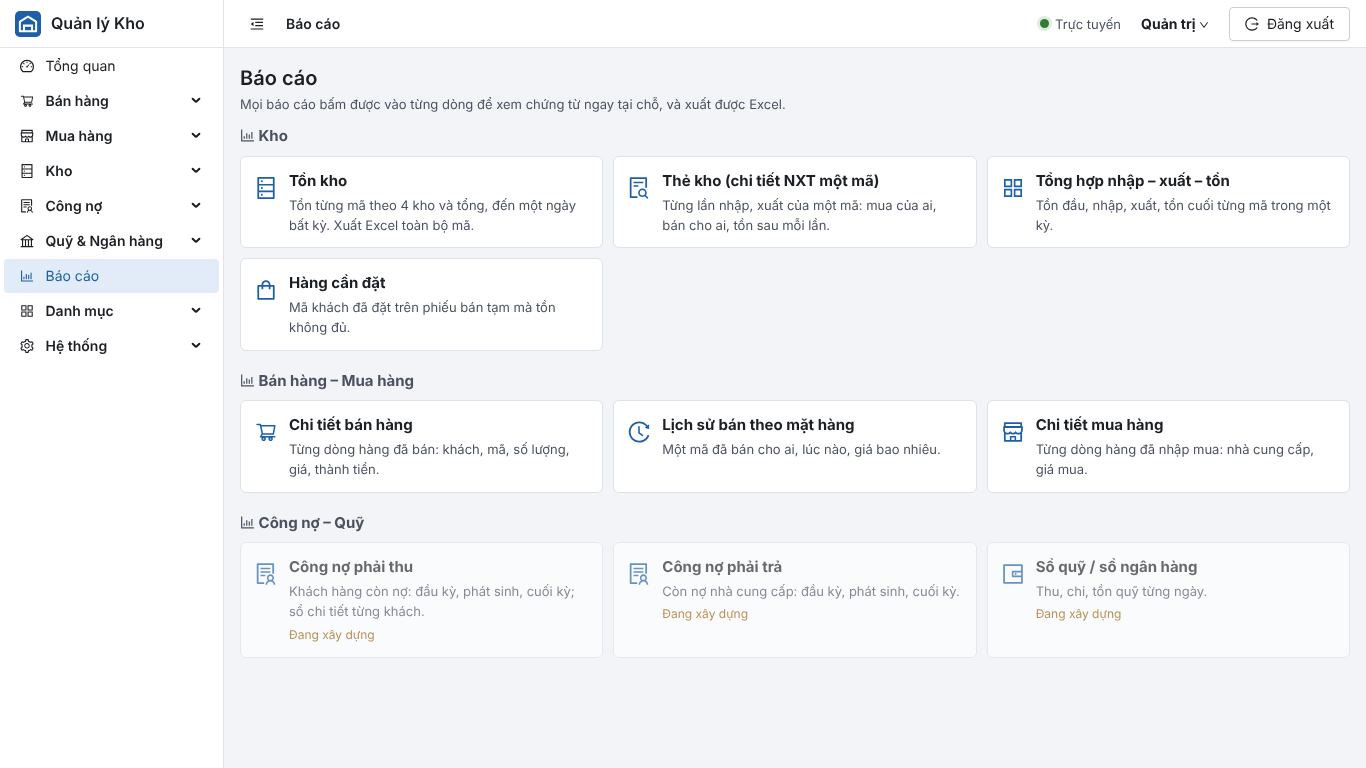 Quản lý Kho
Báo cáo
Trực tuyến
Quản trị
Đăng xuất
Tổng quan
Bán hàng
Mua hàng
Kho
Công nợ
Quỹ & Ngân hàng
Báo cáo
Danh mục
Hệ thống
Báo cáo
Mọi báo cáo bấm được vào từng dòng để xem chứng từ ngay tại chỗ, và xuất được Excel.
Kho
Tồn kho
Tồn từng mã theo 4 kho và tổng, đến một ngày
bất kỳ. Xuất Excel toàn bộ mã.
Thẻ kho (chi tiết NXT một mã)
Từng lần nhập, xuất của một mã: mua của ai,
bán cho ai, tồn sau mỗi lần.
Tổng hợp nhập – xuất – tồn
Tồn đầu, nhập, xuất, tồn cuối từng mã trong một
kỳ.
Hàng cần đặt
Mã khách đã đặt trên phiếu bán tạm mà tồn
không đủ.
Bán hàng – Mua hàng
Chi tiết bán hàng
Từng dòng hàng đã bán: khách, mã, số lượng,
giá, thành tiền.
Lịch sử bán theo mặt hàng
Một mã đã bán cho ai, lúc nào, giá bao nhiêu.
Chi tiết mua hàng
Từng dòng hàng đã nhập mua: nhà cung cấp,
giá mua.
Công nợ – Quỹ
Công nợ phải thu
Khách hàng còn nợ: đầu kỳ, phát sinh, cuối kỳ;
sổ chi tiết từng khách.
Đang xây dựng
Công nợ phải trả
Còn nợ nhà cung cấp: đầu kỳ, phát sinh, cuối kỳ.
Đang xây dựng
Sổ quỹ / sổ ngân hàng
Thu, chi, tồn quỹ từng ngày.
Đang xây dựng